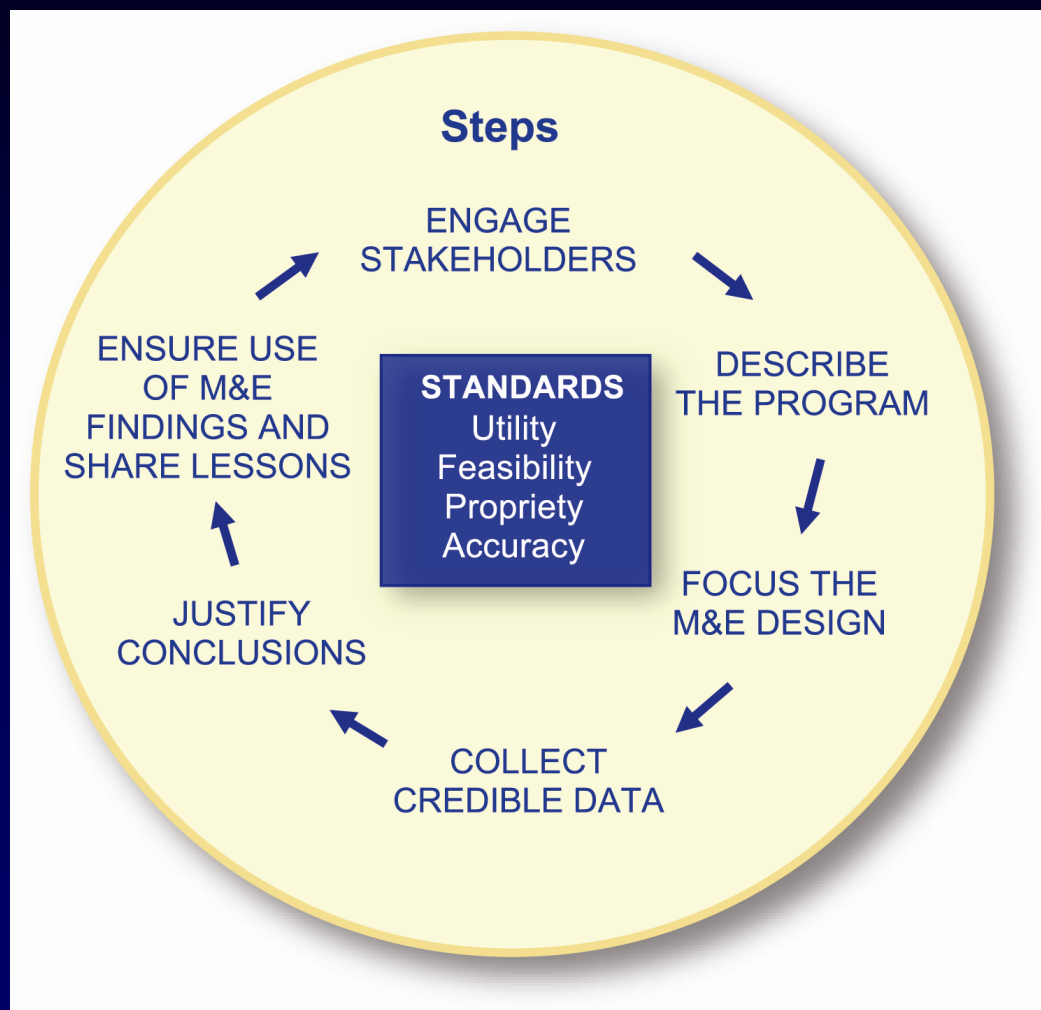 Steps
ENGAGE
STAKEHOLDERS
DESCRIBE
THE PROGRAM
FOCUS THE
M&E DESIGN
COLLECT
CREDIBLE DATA
JUSTIFY
CONCLUSIONS
ENSURE USE
OF M&E
FINDINGS AND
SHARE LESSONS
STANDARDS
Utility
Feasibility
Propriety
Accuracy